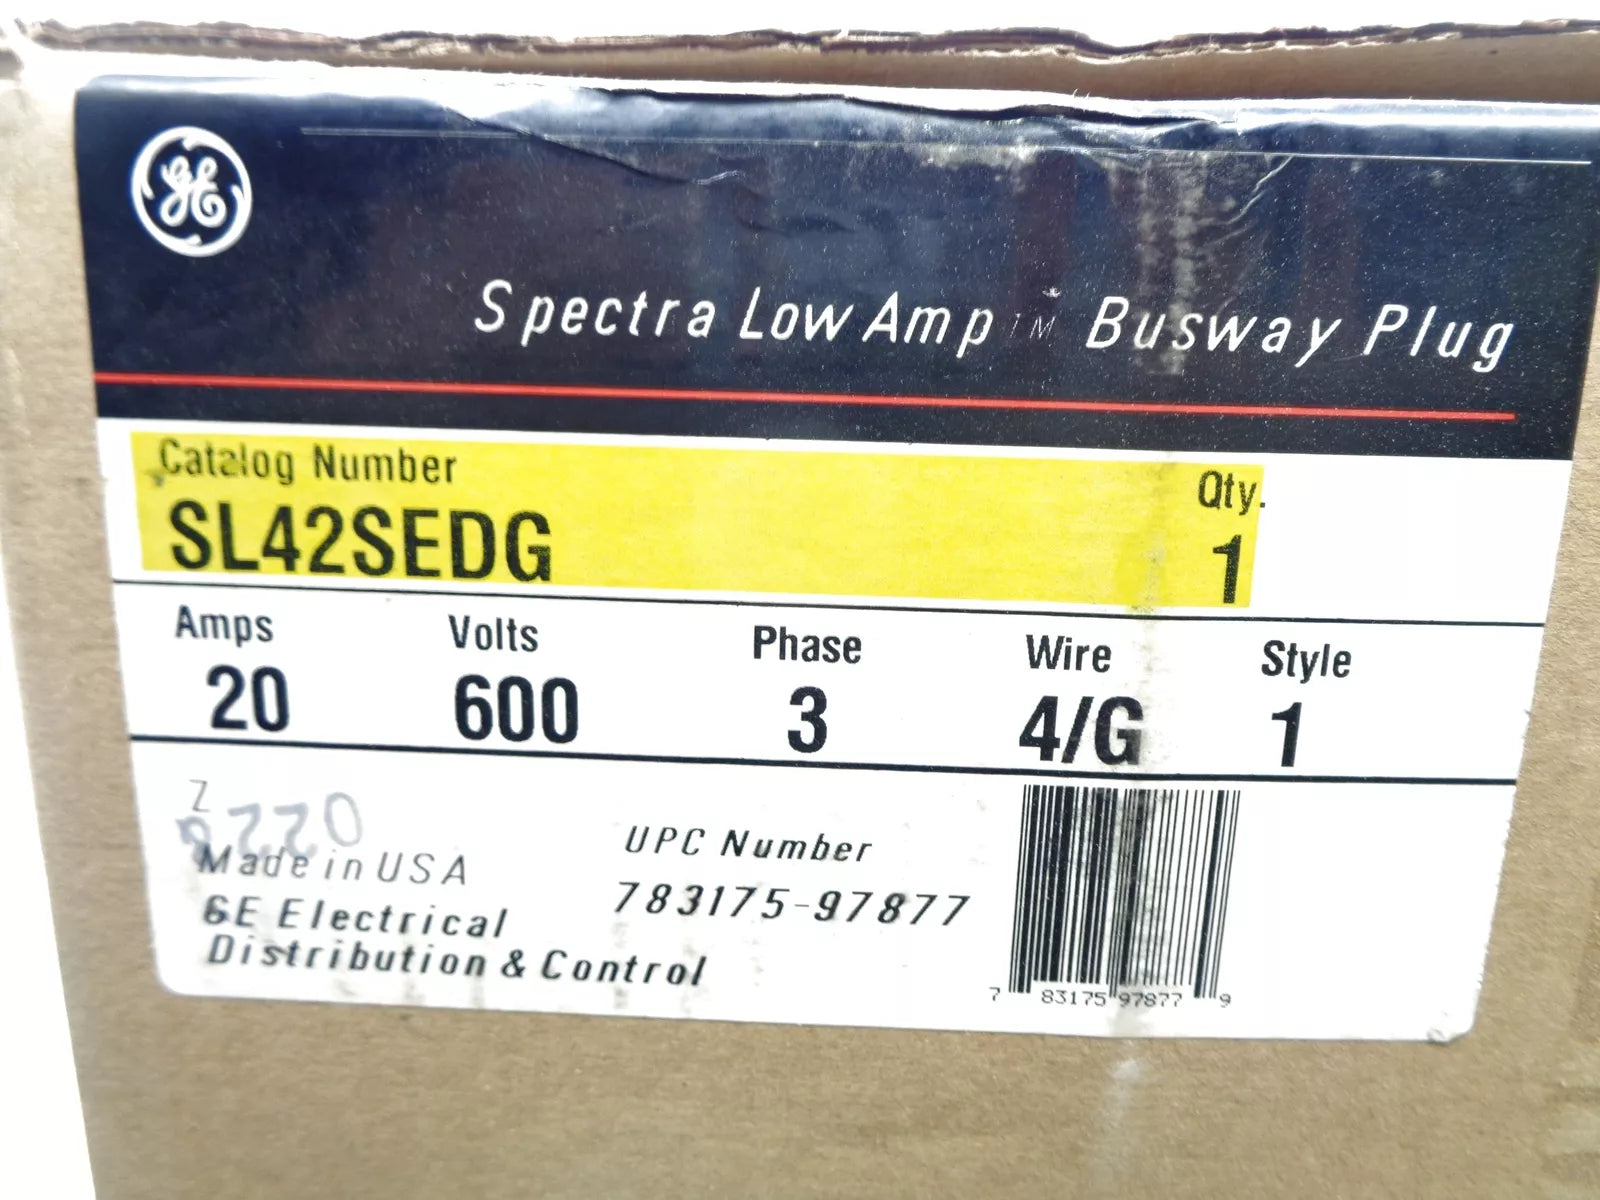 GE
Spectra Low Amp™ Busway Plug
Catalog Number Qty.
SL42SEDG 1
Amps Volts Phase Wire Style
20 600 3 4/G 1
Z
Made in USA
GE Electrical
Distribution & Control
UPC Number
783175-97877
7 83175 97877 9